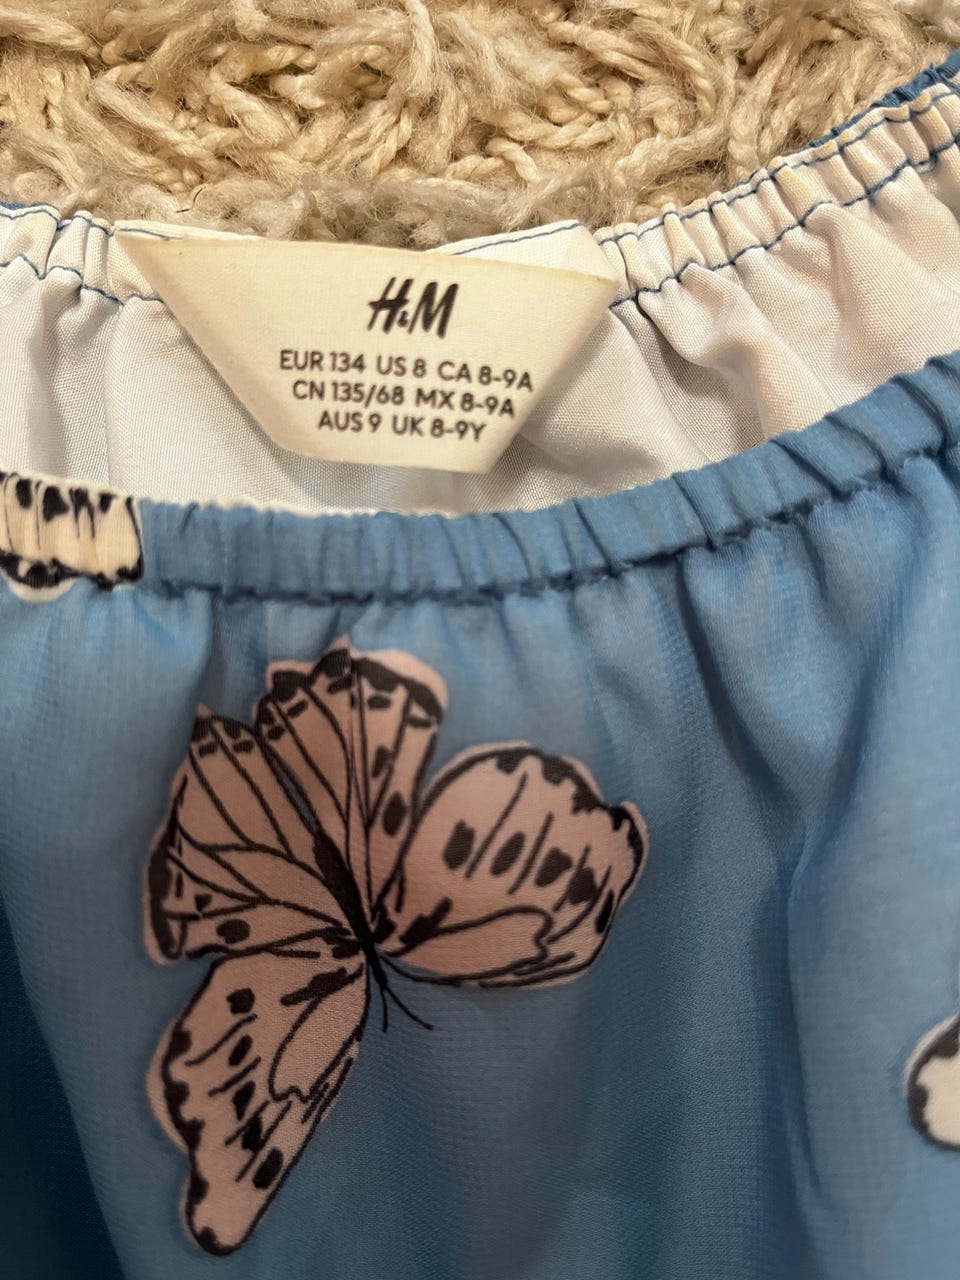 H&M
EUR 134 US 8 CA 8-9A
CN 135/68 MX 8-9A
AUS 9 UK 8-9Y